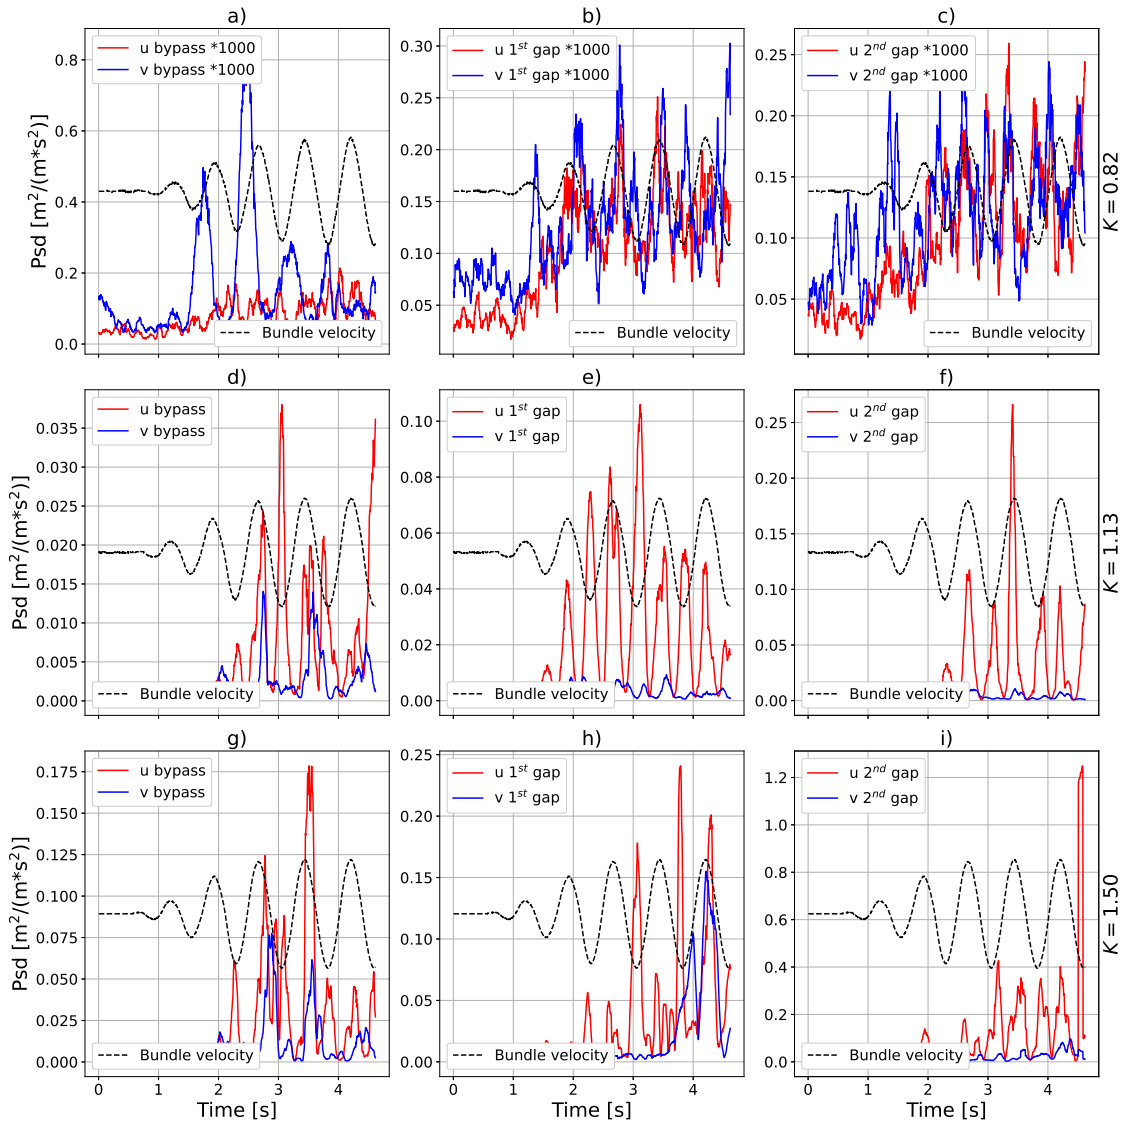 a)
b)
c)
u bypass *1000
v bypass *1000
u 1st gap *1000
v 1st gap *1000
u 2nd gap *1000
v 2nd gap *1000
0.8
0.6
0.4
0.2
0.0
0.30
0.25
0.20
0.15
0.10
0.05
0.25
0.20
0.15
0.10
0.05
Psd [m2/(m*s2)]
K = 0.82
Bundle velocity
Bundle velocity
Bundle velocity
d)
e)
f)
u bypass
v bypass
u 1st gap
v 1st gap
u 2nd gap
v 2nd gap
0.035
0.030
0.025
0.020
0.015
0.010
0.005
0.000
0.10
0.08
0.06
0.04
0.02
0.00
0.25
0.20
0.15
0.10
0.05
0.00
Psd [m2/(m*s2)]
K = 1.13
Bundle velocity
Bundle velocity
Bundle velocity
g)
h)
i)
u bypass
v bypass
u 1st gap
v 1st gap
u 2nd gap
v 2nd gap
0.175
0.150
0.125
0.100
0.075
0.050
0.025
0.000
0.25
0.20
0.15
0.10
0.05
0.00
1.2
1.0
0.8
0.6
0.4
0.2
0.0
Psd [m2/(m*s2)]
K = 1.50
Bundle velocity
Bundle velocity
Bundle velocity
0 1 2 3 4
0 1 2 3 4
0 1 2 3 4
Time [s]
Time [s]
Time [s]